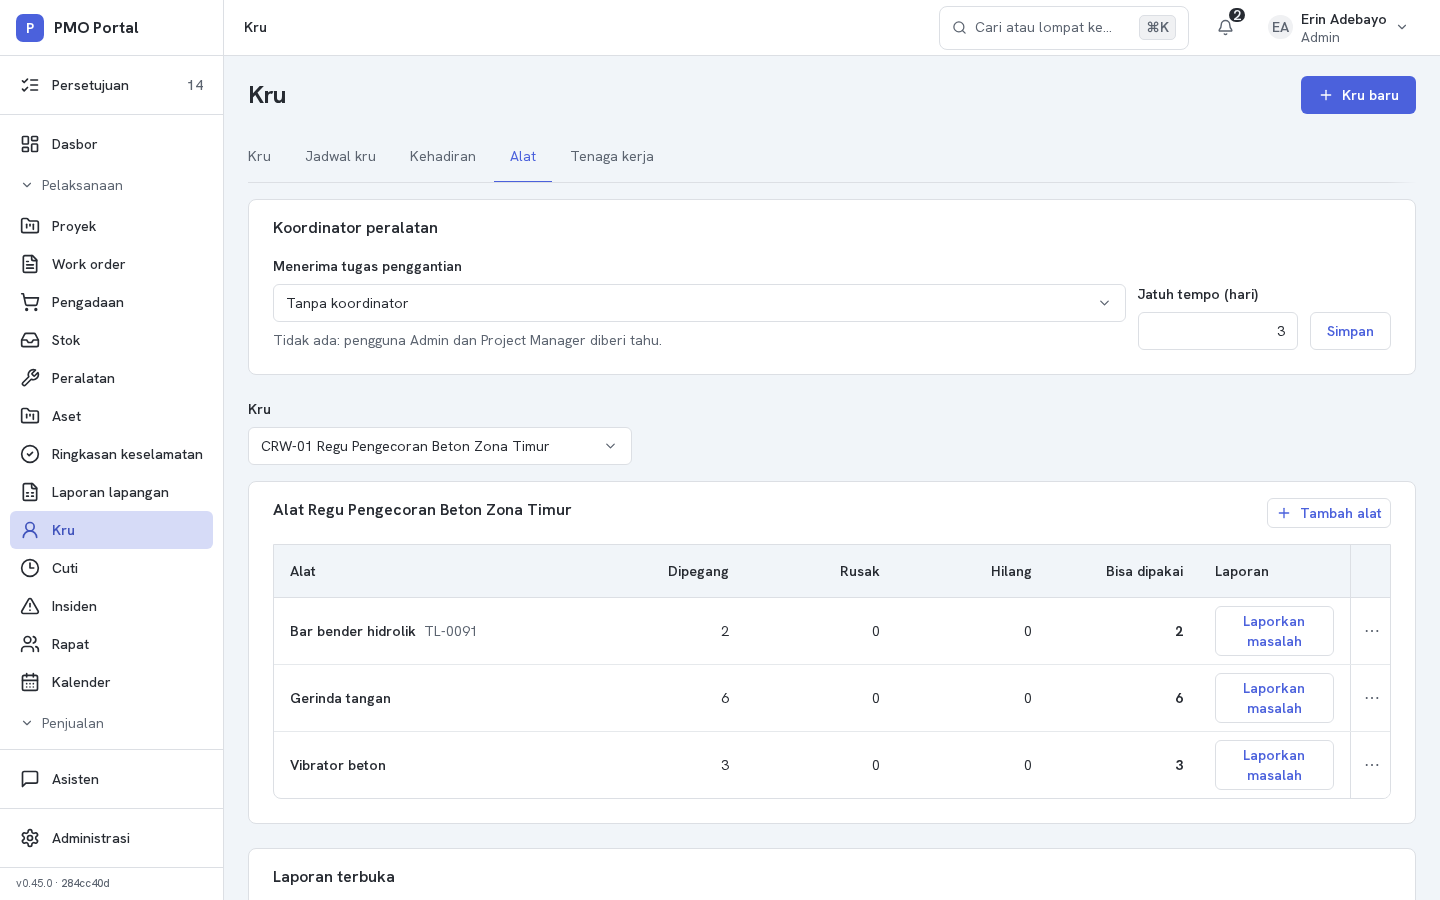 P PMO Portal
Kru
Cari atau lompat ke...
⌘K
2
EA
Erin Adebayo
Admin
Persetujuan 14
Dasbor
Pelaksanaan
Proyek
Work order
Pengadaan
Stok
Peralatan
Aset
Ringkasan keselamatan
Laporan lapangan
Kru
Cuti
Insiden
Rapat
Kalender
Penjualan
Asisten
Administrasi
v0.45.0 · 284cc40d
Kru
Kru baru
Kru Jadwal kru Kehadiran Alat Tenaga kerja
Koordinator peralatan
Menerima tugas penggantian
Tanpa koordinator
Tidak ada: pengguna Admin dan Project Manager diberi tahu.
Jatuh tempo (hari)
3
Simpan
Kru
CRW-01 Regu Pengecoran Beton Zona Timur
Alat Regu Pengecoran Beton Zona Timur
Tambah alat
Alat Dipegang Rusak Hilang Bisa dipakai Laporan
Bar bender hidrolik TL-0091 2 0 0 2 Laporkan masalah ...
Gerinda tangan 6 0 0 6 Laporkan masalah ...
Vibrator beton 3 0 0 3 Laporkan masalah ...
Laporan terbuka